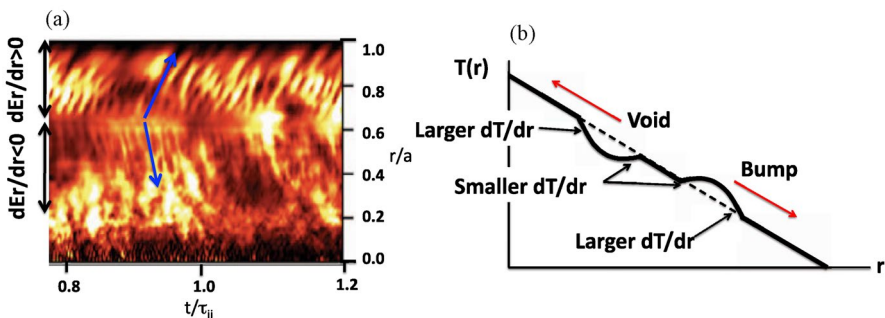 (a)
dEr/dr<0 dEr/dr>0
1.0
0.8
0.6
r/a
0.4
0.2
0.0
0.8
1.0
1.2
t/τii
(b)
T(r)
Void
Larger dT/dr
Bump
Smaller dT/dr
Larger dT/dr
r